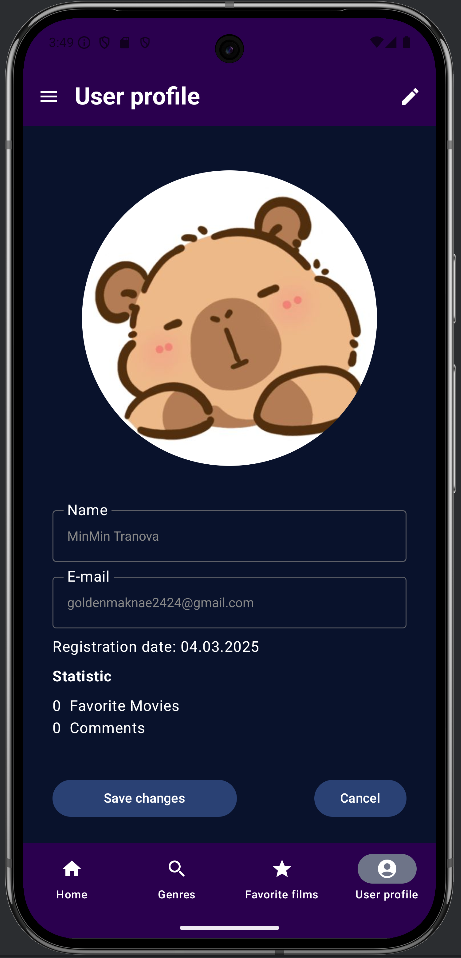 3:49
User profile
Name
MinMin Tranova
E-mail
goldenmaknae2424@gmail.com
Registration date: 04.03.2025
Statistic
0 Favorite Movies
0 Comments
Save changes Cancel
Home Genres Favorite films User profile